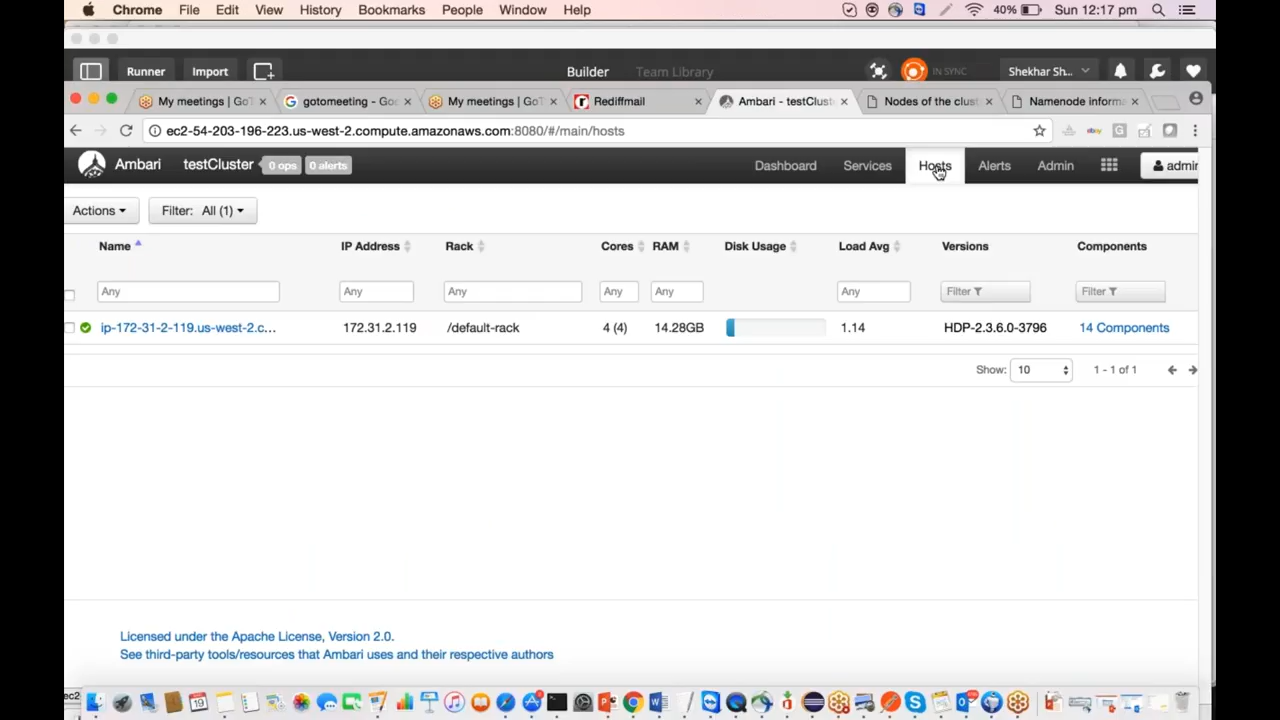 Chrome File Edit View History Bookmarks People Window Help 40% Sun 12:17 pm
Runner Import Builder Team Library IN SYNC Shekhar Sh...
My meetings | GoT gotomeeting - Goo My meetings | GoT Rediffmail Ambari - testCluste Nodes of the clust Namenode informa
ec2-54-203-196-223.us-west-2.compute.amazonaws.com:8080/#/main/hosts
Ambari testCluster 0 ops 0 alerts Dashboard Services Hosts Alerts Admin admin
Actions Filter: All (1)
Name IP Address Rack Cores RAM Disk Usage Load Avg Versions Components
Any Any Any Any Any Any Filter Filter
ip-172-31-2-119.us-west-2.c... 172.31.2.119 /default-rack 4 (4) 14.28GB 1.14 HDP-2.3.6.0-3796 14 Components
Show: 10 1 - 1 of 1
Licensed under the Apache License, Version 2.0.
See third-party tools/resources that Ambari uses and their respective authors
ec2
19